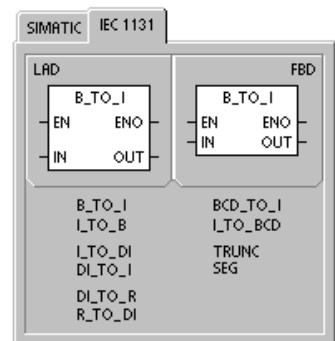 SIMATIC IEC 1131
LAD FBD
B_TO_I B_TO_I
EN ENO EN ENO
IN OUT IN OUT
B_TO_I BCD_TO_I
I_TO_B I_TO_BCD
I_TO_DI TRUNC
DI_TO_I SEG
DI_TO_R
R_TO_DI